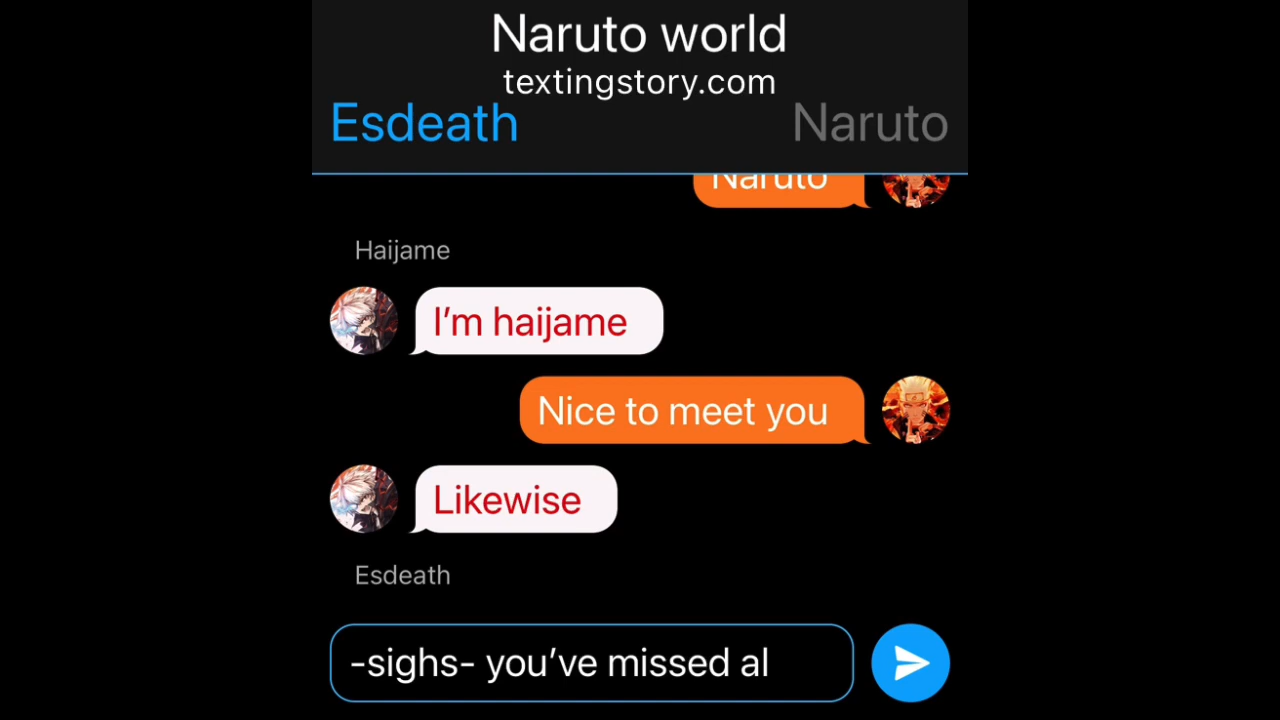 Naruto world
textingstory.com
Esdeath Naruto
Naruto
Haijame
I'm haijame
Nice to meet you
Likewise
Esdeath
-sighs- you've missed al